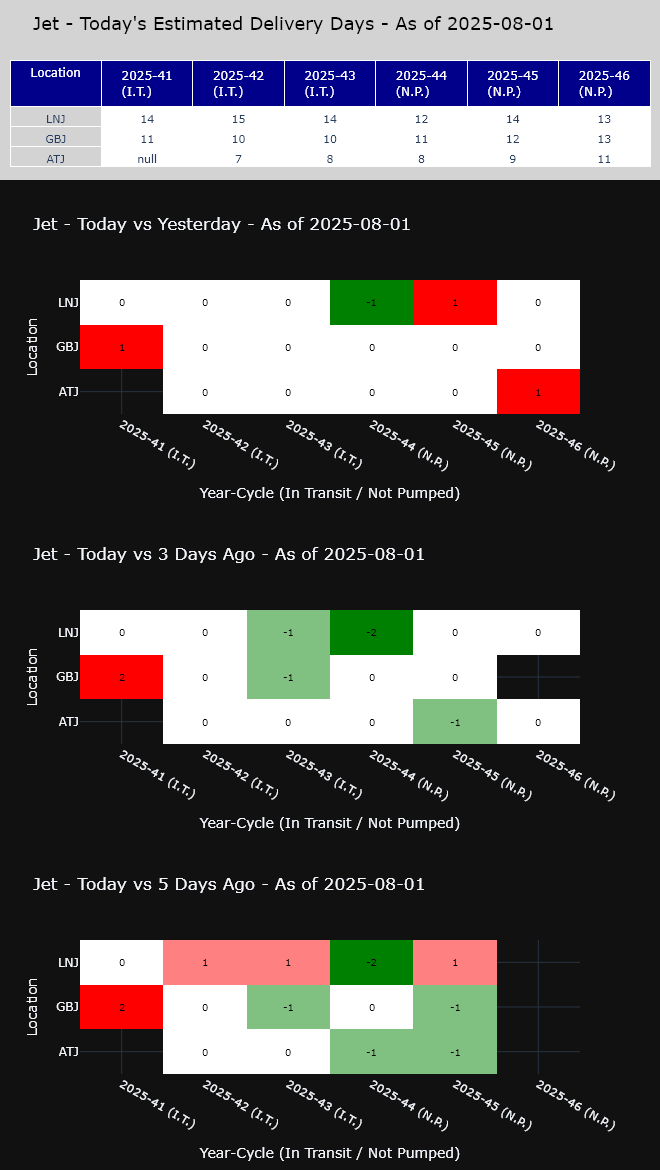 Jet - Today's Estimated Delivery Days - As of 2025-08-01
Location 2025-41 (I.T.) 2025-42 (I.T.) 2025-43 (I.T.) 2025-44 (N.P.) 2025-45 (N.P.) 2025-46 (N.P.)
LNJ 14 15 14 12 14 13
GBJ 11 10 10 11 12 13
ATJ null 7 8 8 9 11
Jet - Today vs Yesterday - As of 2025-08-01
Location
LNJ 0 0 0 -1 1 0
GBJ 1 0 0 0 0 0
ATJ 0 0 0 0 1
2025-41 (I.T.) 2025-42 (I.T.) 2025-43 (I.T.) 2025-44 (N.P.) 2025-45 (N.P.) 2025-46 (N.P.)
Year-Cycle (In Transit / Not Pumped)
Jet - Today vs 3 Days Ago - As of 2025-08-01
Location
LNJ 0 0 -1 -2 0 0
GBJ 2 0 -1 0 0
ATJ 0 0 0 -1 0
2025-41 (I.T.) 2025-42 (I.T.) 2025-43 (I.T.) 2025-44 (N.P.) 2025-45 (N.P.) 2025-46 (N.P.)
Year-Cycle (In Transit / Not Pumped)
Jet - Today vs 5 Days Ago - As of 2025-08-01
Location
LNJ 0 1 1 -2 1
GBJ 2 0 -1 0 -1
ATJ 0 0 -1 -1
2025-41 (I.T.) 2025-42 (I.T.) 2025-43 (I.T.) 2025-44 (N.P.) 2025-45 (N.P.) 2025-46 (N.P.)
Year-Cycle (In Transit / Not Pumped)